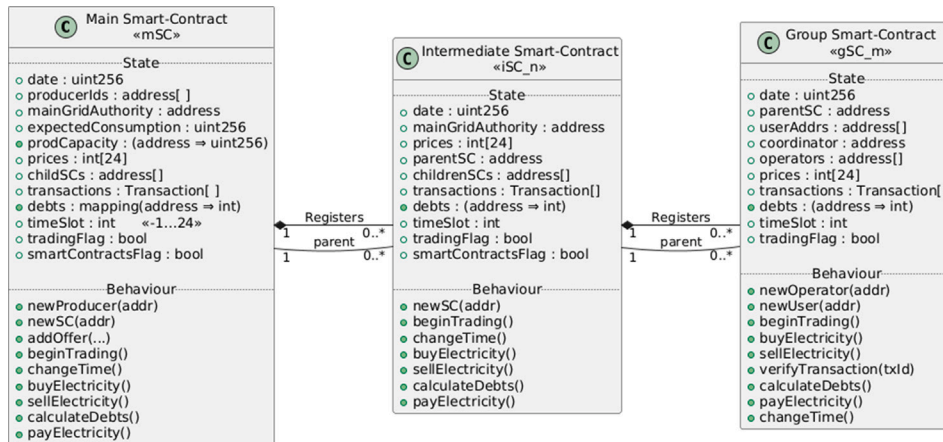 C
Main Smart-Contract
«mSC»
State
date : uint256
producerIds : address[ ]
mainGridAuthority : address
expectedConsumption : uint256
prodCapacity : (address ⇒ uint256)
prices : int[24]
childSCs : address[]
transactions : Transaction[ ]
debts : mapping(address ⇒ int)
timeSlot : int «-1...24»
tradingFlag : bool
smartContractsFlag : bool
Behaviour
newProducer(addr)
newSC(addr)
addOffer(...)
beginTrading()
changeTime()
buyElectricity()
sellElectricity()
calculateDebts()
payElectricity()
Registers
1 0..*
parent
1 0..*
C
Intermediate Smart-Contract
«iSC_n»
State
date : uint256
mainGridAuthority : address
prices : int[24]
parentSC : address
childrenSCs : address[]
transactions : Transaction[]
debts : (address ⇒ int)
timeSlot : int
tradingFlag : bool
smartContractsFlag : bool
Behaviour
newSC(addr)
beginTrading()
changeTime()
buyElectricity()
sellElectricity()
calculateDebts()
payElectricity()
Registers
1 0..*
parent
1 0..*
C
Group Smart-Contract
«gSC_m»
State
date : uint256
parentSC : address
userAddrs : address[]
coordinator : address
operators : address[]
prices : int[24]
transactions : Transaction[
debts : (address ⇒ int)
timeSlot : int
tradingFlag : bool
Behaviour
newOperator(addr)
newUser(addr)
beginTrading()
buyElectricity()
sellElectricity()
verifyTransaction(txId)
calculateDebts()
payElectricity()
changeTime()